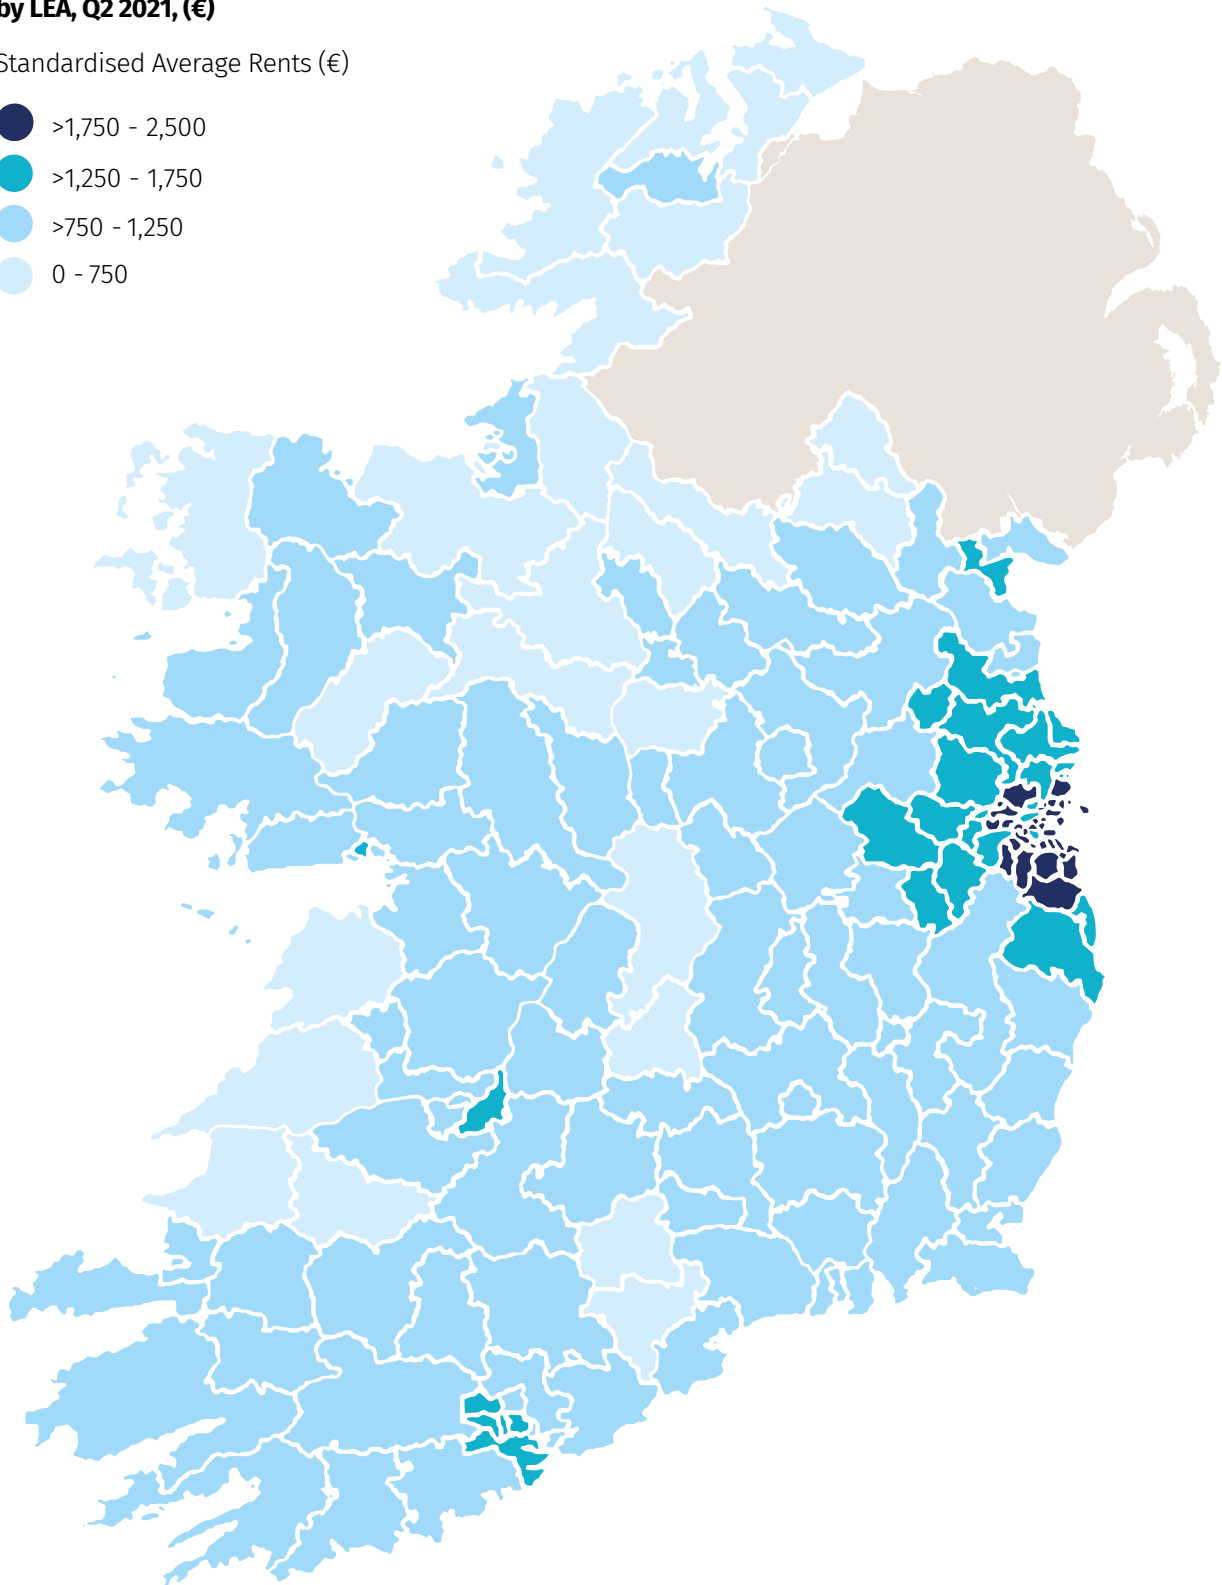 by LEA, Q2 2021, (€)
Standardised Average Rents (€)
>1,750 - 2,500
>1,250 - 1,750
>750 - 1,250
0 - 750